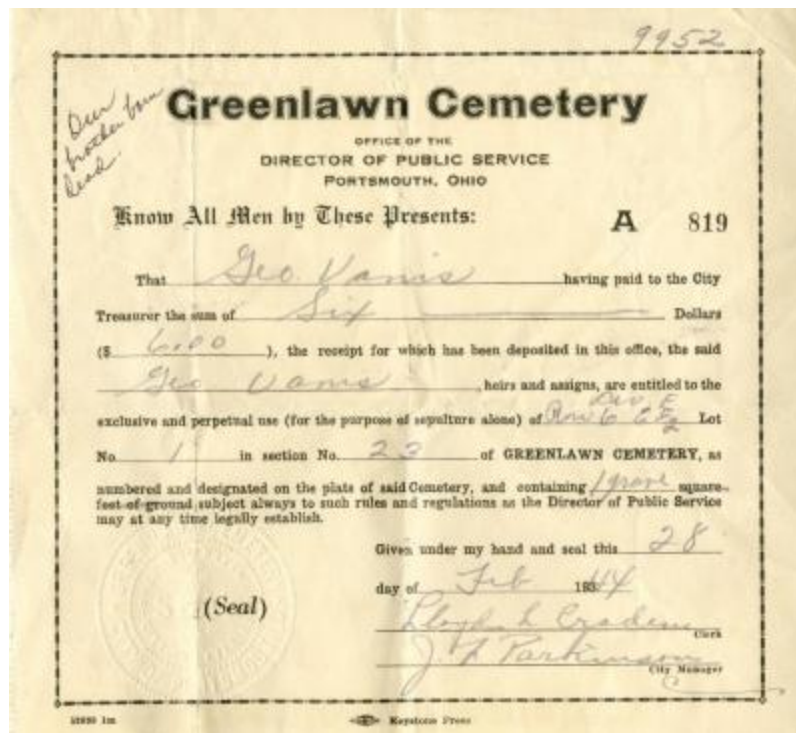 9952
Our
brother born
dead.
Greenlawn Cemetery
OFFICE OF THE
DIRECTOR OF PUBLIC SERVICE
PORTSMOUTH, OHIO
Know All Men by These Presents:
A 819
That Geo. Vanis having paid to the City
Treasurer the sum of Six Dollars
($ 6.00 ), the receipt for which has been deposited in this office, the said
Geo Vanis , heirs and assigns, are entitled to the
exclusive and perpetual use (for the purpose of sepulture alone) of Row 6 Lot
No. 1 in section No. 23 of GREENLAWN CEMETERY, as
numbered and designated on the plats of said Cemetery, and containing 1 grave square
feet of ground subject always to such rules and regulations as the Director of Public Service
may at any time legally establish.
Given under my hand and seal this 28
day of Feb 1944
(Seal)
Lloyd L
Clerk
J. L Parkinson
City Manager
Keystone Press